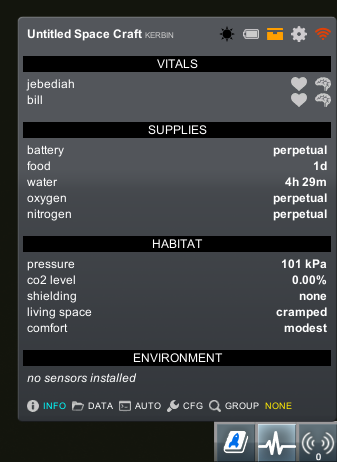 Untitled Space Craft KERBIN
VITALS
jebediah
bill
SUPPLIES
battery perpetual
food 1d
water 4h 29m
oxygen perpetual
nitrogen perpetual
HABITAT
pressure 101 kPa
co2 level 0.00%
shielding none
living space cramped
comfort modest
ENVIRONMENT
no sensors installed
INFO DATA AUTO CFG GROUP NONE
0